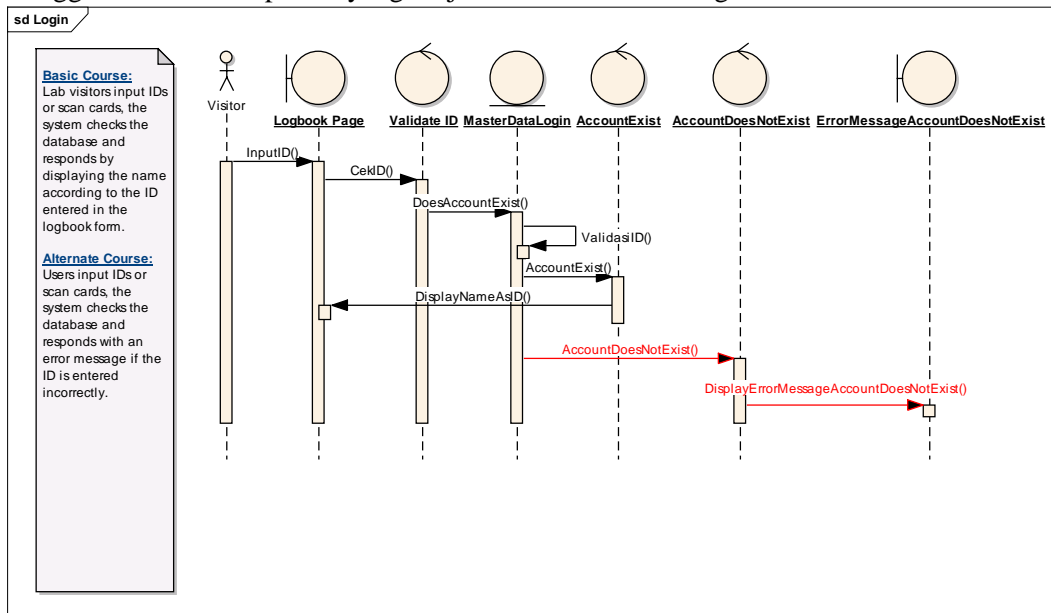 sd Login
Basic Course:
Lab visitors input IDs
or scan cards, the
system checks the
database and
responds by
displaying the name
according to the ID
entered in the
logbook form.
Alternate Course:
Users input IDs or
scan cards, the
system checks the
database and
responds with an
error message if the
ID is entered
incorrectly.
Visitor
Logbook Page
Validate ID
MasterDataLogin
AccountExist
AccountDoesNotExist
ErrorMessageAccountDoesNotExist
InputID()
CekID()
DoesAccountExist()
ValidasiID()
AccountExist()
DisplayNameAsID()
AccountDoesNotExist()
DisplayErrorMessageAccountDoesNotExist()